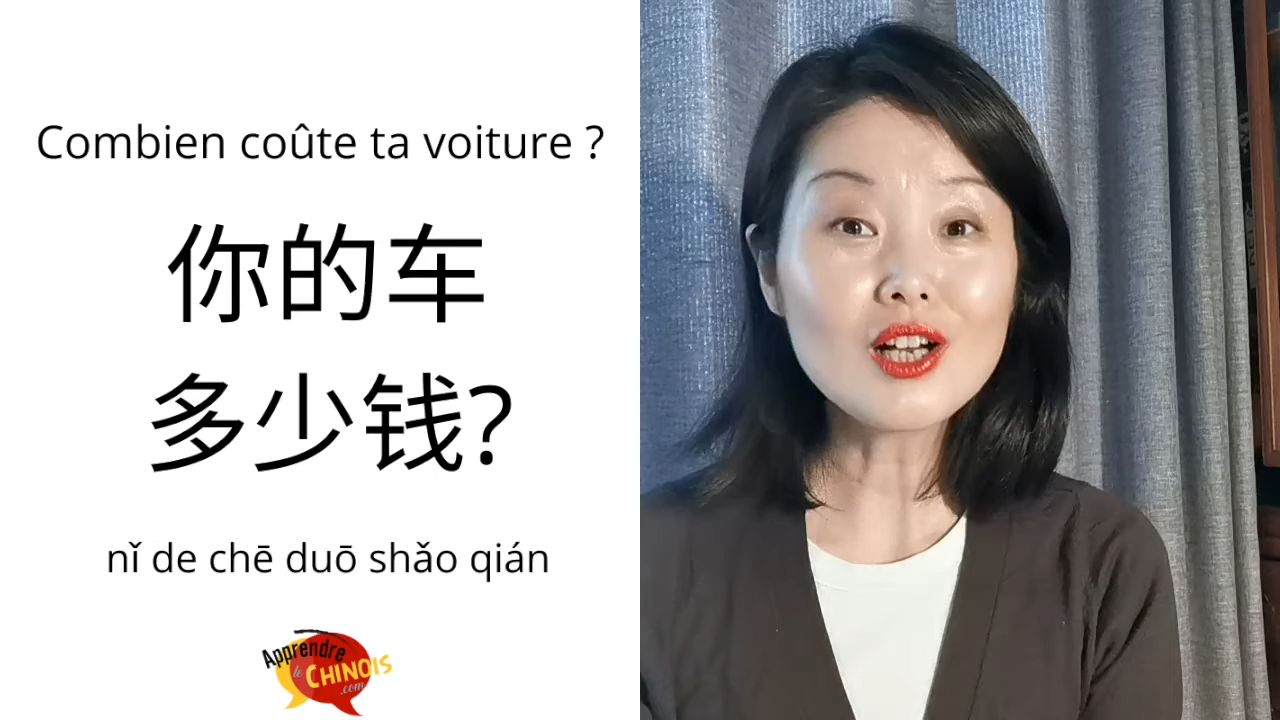 Combien coûte ta voiture ?
你的车
多少钱?
nǐ de chē duō shǎo qián
Apprendre
le
CHINOIS
.com